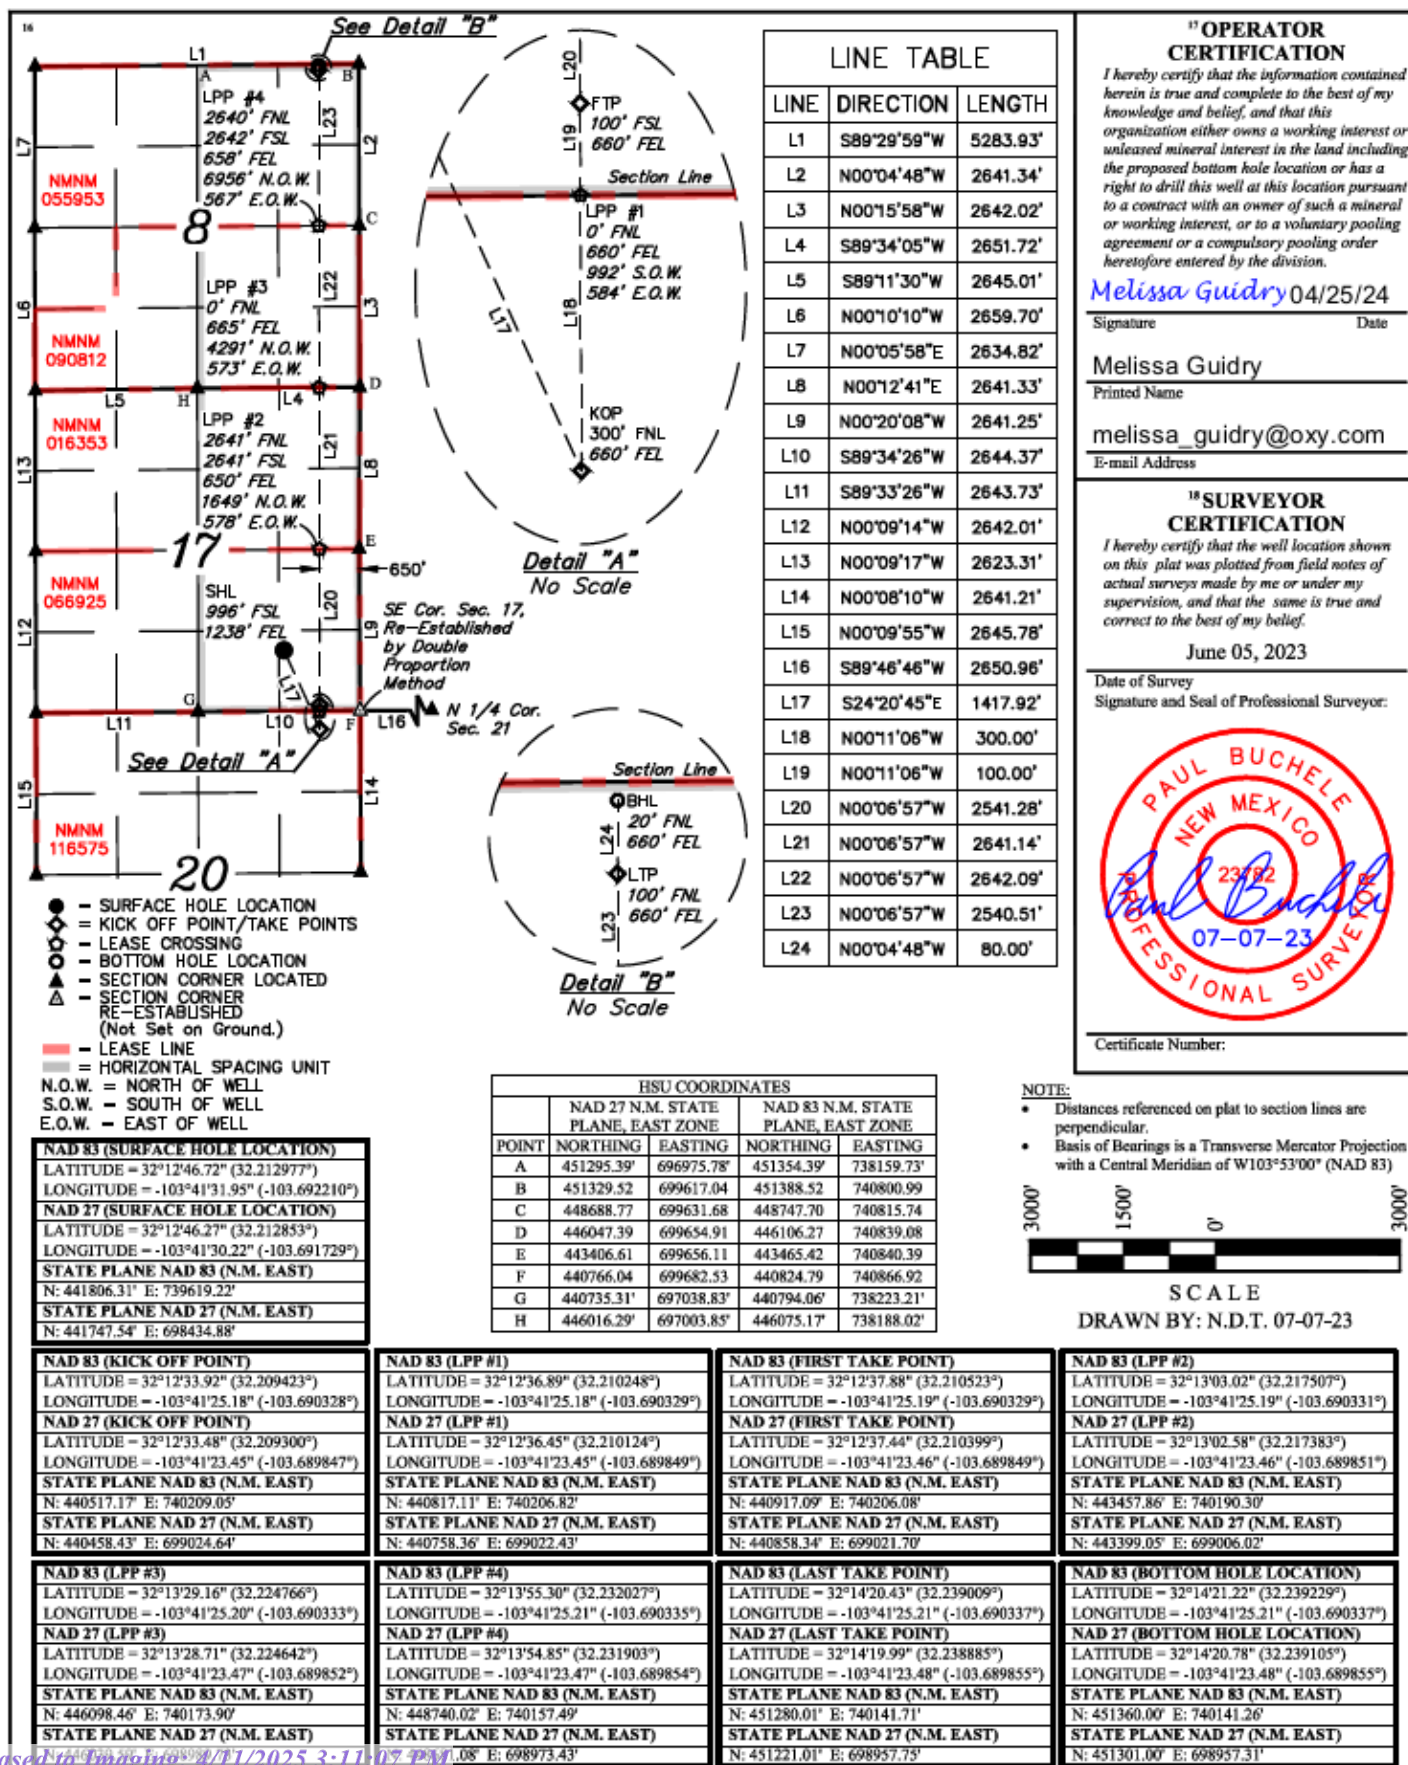 16
See Detail "B"
L1
A
B
LPP #4
2640' FNL
2642' FSL
658' FEL
6956' N.O.W.
567' E.O.W.
L23
L2
L7
NMNM
055953
8
C
LPP #3
0' FNL
665' FEL
4291' N.O.W.
573' E.O.W.
L22
L3
L6
NMNM
090812
D
L5
H
L4
NMNM
016353
LPP #2
2641' FNL
2641' FSL
650' FEL
1649' N.O.W.
578' E.O.W.
L21
L8
L13
17
E
650'
NMNM
066925
SHL
996' FSL
1238' FEL
L20
L9
SE Cor. Sec. 17,
Re-Established
by Double
Proportion
Method
L12
L17
G
L11
L10
F
L16
N 1/4 Cor.
Sec. 21
See Detail "A"
L15
L14
NMNM
116575
20
L20
FTP
100' FSL
660' FEL
L19
Section Line
LPP #1
0' FNL
660' FEL
992' S.O.W.
584' E.O.W.
L18
L17
KOP
300' FNL
660' FEL
Detail "A"
No Scale
Section Line
BHL
20' FNL
660' FEL
L24
LTP
100' FNL
660' FEL
L23
Detail "B"
No Scale
LINE TABLE
LINE DIRECTION LENGTH
L1 S89°29'59"W 5283.93'
L2 N00°04'48"W 2641.34'
L3 N00°15'58"W 2642.02'
L4 S89°34'05"W 2651.72'
L5 S89°11'30"W 2645.01'
L6 N00°10'10"W 2659.70'
L7 N00°05'58"E 2634.82'
L8 N00°12'41"E 2641.33'
L9 N00°20'08"W 2641.25'
L10 S89°34'26"W 2644.37'
L11 S89°33'26"W 2643.73'
L12 N00°09'14"W 2642.01'
L13 N00°09'17"W 2623.31'
L14 N00°08'10"W 2641.21'
L15 N00°09'55"W 2645.78'
L16 S89°46'46"W 2650.96'
L17 S24°20'45"E 1417.92'
L18 N00°11'06"W 300.00'
L19 N00°11'06"W 100.00'
L20 N00°06'57"W 2541.28'
L21 N00°06'57"W 2641.14'
L22 N00°06'57"W 2642.09'
L23 N00°06'57"W 2540.51'
L24 N00°04'48"W 80.00'
17 OPERATOR
CERTIFICATION
I hereby certify that the information contained
herein is true and complete to the best of my
knowledge and belief, and that this
organization either owns a working interest or
unleased mineral interest in the land including
the proposed bottom hole location or has a
right to drill this well at this location pursuant
to a contract with an owner of such a mineral
or working interest, or to a voluntary pooling
agreement or a compulsory pooling order
heretofore entered by the division.
Melissa Guidry 04/25/24
Signature Date
Melissa Guidry
Printed Name
melissa_guidry@oxy.com
E-mail Address
18 SURVEYOR
CERTIFICATION
I hereby certify that the well location shown
on this plat was plotted from field notes of
actual surveys made by me or under my
supervision, and that the same is true and
correct to the best of my belief.
June 05, 2023
Date of Survey
Signature and Seal of Professional Surveyor:
PAUL BUCHELE
NEW MEXICO
23782
Paul Buchele
07-07-23
PROFESSIONAL SURVEYOR
Certificate Number:
● - SURFACE HOLE LOCATION
= KICK OFF POINT/TAKE POINTS
- LEASE CROSSING
- BOTTOM HOLE LOCATION
▲ - SECTION CORNER LOCATED
△ - SECTION CORNER
RE-ESTABLISHED
(Not Set on Ground.)
- LEASE LINE
= HORIZONTAL SPACING UNIT
N.O.W. = NORTH OF WELL
S.O.W. - SOUTH OF WELL
E.O.W. - EAST OF WELL
HSU COORDINATES
NAD 27 N.M. STATE PLANE, EAST ZONE NAD 83 N.M. STATE PLANE, EAST ZONE
POINT NORTHING EASTING NORTHING EASTING
A 451295.39' 696975.78' 451354.39' 738159.73'
B 451329.52 699617.04 451388.52 740800.99
C 448688.77 699631.68 448747.70 740815.74
D 446047.39 699654.91 446106.27 740839.08
E 443406.61 699656.11 443465.42 740840.39
F 440766.04 699682.53 440824.79 740866.92
G 440735.31' 697038.83' 440794.06' 738223.21'
H 446016.29' 697003.85' 446075.17' 738188.02'
NOTE:
• Distances referenced on plat to section lines are
perpendicular.
• Basis of Bearings is a Transverse Mercator Projection
with a Central Meridian of W103°53'00" (NAD 83)
3000' 1500' 0' 3000'
SCALE
DRAWN BY: N.D.T. 07-07-23
NAD 83 (SURFACE HOLE LOCATION)
LATITUDE = 32°12'46.72" (32.212977°)
LONGITUDE = -103°41'31.95" (-103.692210°)
NAD 27 (SURFACE HOLE LOCATION)
LATITUDE = 32°12'46.27" (32.212853°)
LONGITUDE = -103°41'30.22" (-103.691729°)
STATE PLANE NAD 83 (N.M. EAST)
N: 441806.31' E: 739619.22'
STATE PLANE NAD 27 (N.M. EAST)
N: 441747.54' E: 698434.88'
NAD 83 (KICK OFF POINT)
LATITUDE = 32°12'33.92" (32.209423°)
LONGITUDE = -103°41'25.18" (-103.690328°)
NAD 27 (KICK OFF POINT)
LATITUDE = 32°12'33.48" (32.209300°)
LONGITUDE = -103°41'23.45" (-103.689847°)
STATE PLANE NAD 83 (N.M. EAST)
N: 440517.17' E: 740209.05'
STATE PLANE NAD 27 (N.M. EAST)
N: 440458.43' E: 699024.64'
NAD 83 (LPP #1)
LATITUDE = 32°12'36.89" (32.210248°)
LONGITUDE = -103°41'25.18" (-103.690329°)
NAD 27 (LPP #1)
LATITUDE = 32°12'36.45" (32.210124°)
LONGITUDE = -103°41'23.45" (-103.689849°)
STATE PLANE NAD 83 (N.M. EAST)
N: 440817.11' E: 740206.82'
STATE PLANE NAD 27 (N.M. EAST)
N: 440758.36' E: 699022.43'
NAD 83 (FIRST TAKE POINT)
LATITUDE = 32°12'37.88" (32.210523°)
LONGITUDE = -103°41'25.19" (-103.690329°)
NAD 27 (FIRST TAKE POINT)
LATITUDE = 32°12'37.44" (32.210399°)
LONGITUDE = -103°41'23.46" (-103.689849°)
STATE PLANE NAD 83 (N.M. EAST)
N: 440917.09' E: 740206.08'
STATE PLANE NAD 27 (N.M. EAST)
N: 440858.34' E: 699021.70'
NAD 83 (LPP #2)
LATITUDE = 32°13'03.02" (32.217507°)
LONGITUDE = -103°41'25.19" (-103.690331°)
NAD 27 (LPP #2)
LATITUDE = 32°13'02.58" (32.217383°)
LONGITUDE = -103°41'23.46" (-103.689851°)
STATE PLANE NAD 83 (N.M. EAST)
N: 443457.86' E: 740190.30'
STATE PLANE NAD 27 (N.M. EAST)
N: 443399.05' E: 699006.02'
NAD 83 (LPP #3)
LATITUDE = 32°13'29.16" (32.224766°)
LONGITUDE = -103°41'25.20" (-103.690333°)
NAD 27 (LPP #3)
LATITUDE = 32°13'28.71" (32.224642°)
LONGITUDE = -103°41'23.47" (-103.689852°)
STATE PLANE NAD 83 (N.M. EAST)
N: 446098.46' E: 740173.90'
STATE PLANE NAD 27 (N.M. EAST)
NAD 83 (LPP #4)
LATITUDE = 32°13'55.30" (32.232027°)
LONGITUDE = -103°41'25.21" (-103.690335°)
NAD 27 (LPP #4)
LATITUDE = 32°13'54.85" (32.231903°)
LONGITUDE = -103°41'23.47" (-103.689854°)
STATE PLANE NAD 83 (N.M. EAST)
N: 448740.02' E: 740157.49'
STATE PLANE NAD 27 (N.M. EAST)
E: 698973.43'
NAD 83 (LAST TAKE POINT)
LATITUDE = 32°14'20.43" (32.239009°)
LONGITUDE = -103°41'25.21" (-103.690337°)
NAD 27 (LAST TAKE POINT)
LATITUDE = 32°14'19.99" (32.238885°)
LONGITUDE = -103°41'23.48" (-103.689855°)
STATE PLANE NAD 83 (N.M. EAST)
N: 451280.01' E: 740141.71'
STATE PLANE NAD 27 (N.M. EAST)
N: 451221.01' E: 698957.75'
NAD 83 (BOTTOM HOLE LOCATION)
LATITUDE = 32°14'21.22" (32.239229°)
LONGITUDE = -103°41'25.21" (-103.690337°)
NAD 27 (BOTTOM HOLE LOCATION)
LATITUDE = 32°14'20.78" (32.239105°)
LONGITUDE = -103°41'23.48" (-103.689855°)
STATE PLANE NAD 83 (N.M. EAST)
N: 451360.00' E: 740141.26'
STATE PLANE NAD 27 (N.M. EAST)
N: 451301.00' E: 698957.31'
ased to Imaging: 4/11/2025 3:11:07 PM